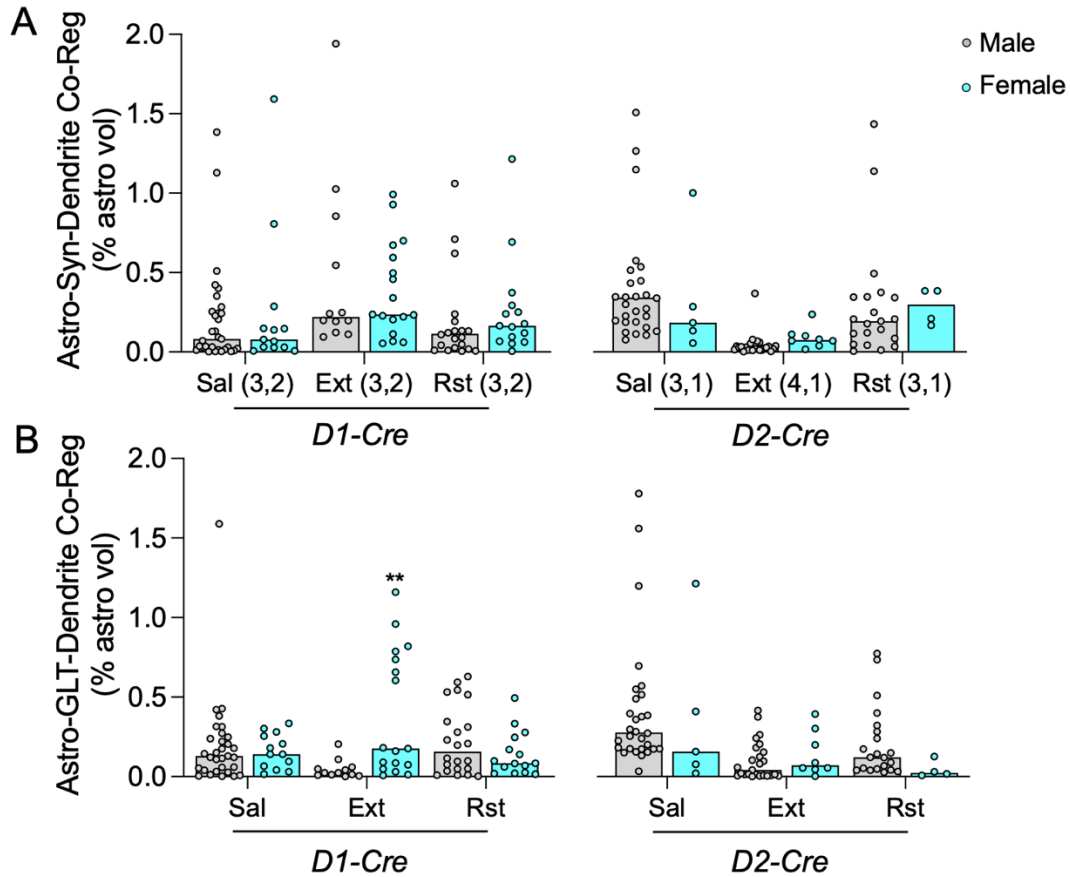 A
Astro-Syn-Dendrite Co-Reg
(% astro vol)
2.0
1.5
1.0
0.5
0.0
Male
Female
Sal (3,2) Ext (3,2) Rst (3,2) Sal (3,1) Ext (4,1) Rst (3,1)
D1-Cre D2-Cre
B
Astro-GLT-Dendrite Co-Reg
(% astro vol)
2.0
1.5
1.0
0.5
0.0
**
Sal Ext Rst Sal Ext Rst
D1-Cre D2-Cre